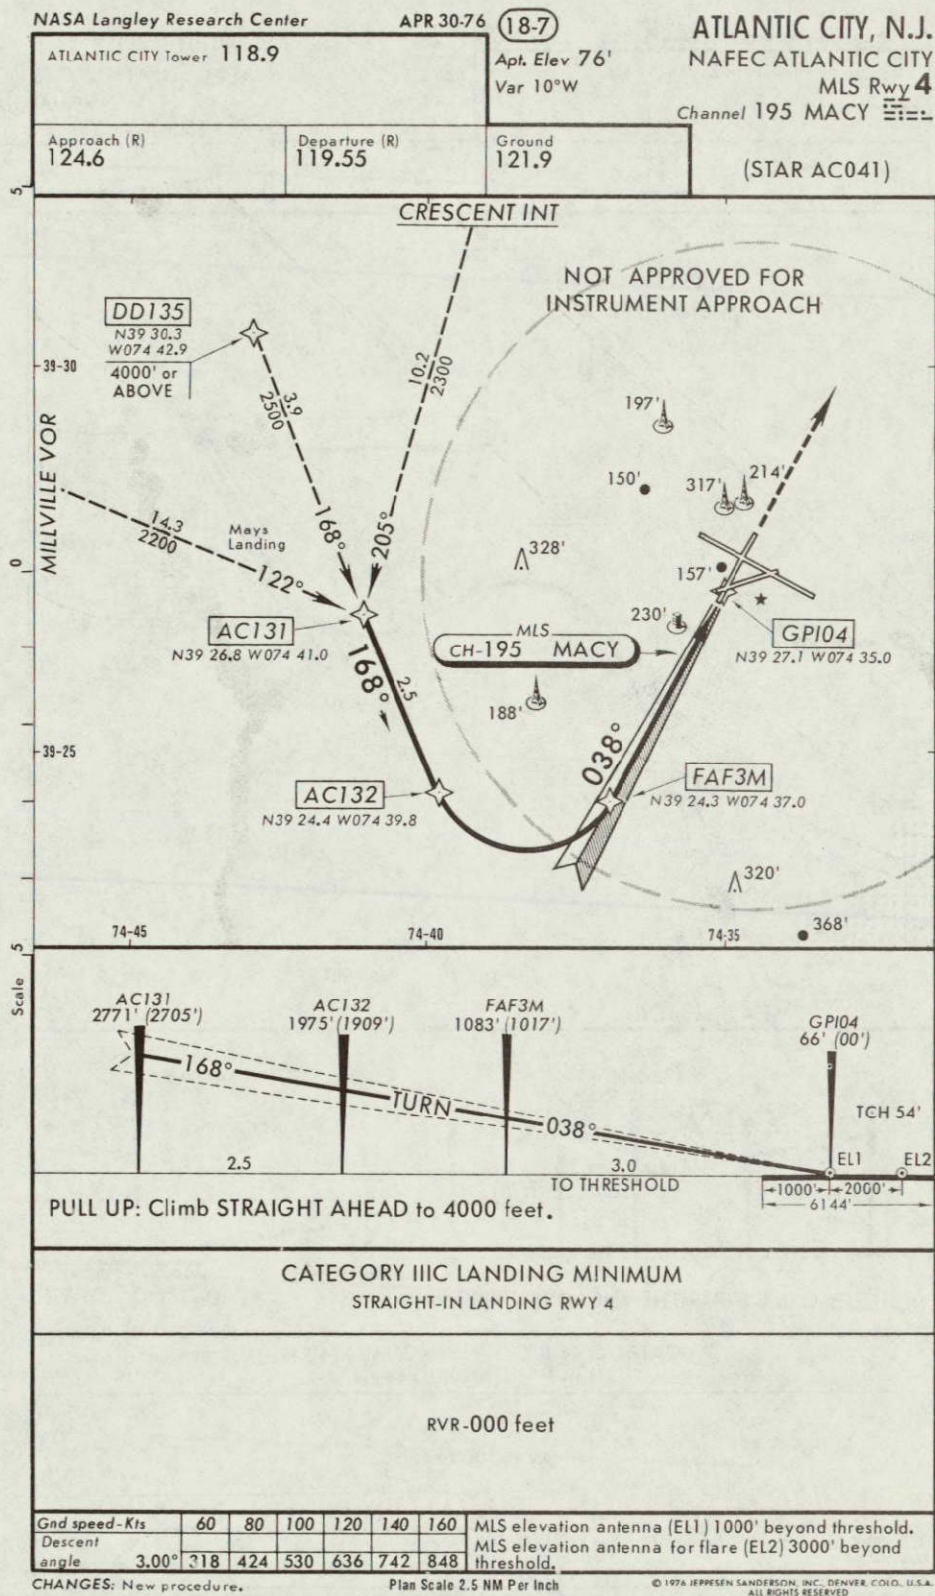 NASA Langley Research Center APR 30-76 18-7 ATLANTIC CITY, N.J.
NAFEC ATLANTIC CITY
MLS Rwy 4
Channel 195 MACY
(STAR AC041)
ATLANTIC CITY Tower 118.9
Apt. Elev 76'
Var 10°W
Approach (R)
124.6
Departure (R)
119.55
Ground
121.9
5
0
5
Scale
CRESCENT INT
NOT APPROVED FOR
INSTRUMENT APPROACH
DD135
N39 30.3
W074 42.9
4000' or
ABOVE
39-30
3.9
2500
168°
10.2
2300
205°
MILLVILLE VOR
14.3
2200
122°
Mays
Landing
197'
150'
317'
214'
328'
157'
230'
AC131
N39 26.8 W074 41.0
MLS
CH-195 MACY
GPI04
N39 27.1 W074 35.0
168°
2.5
188'
39-25
038°
AC132
N39 24.4 W074 39.8
FAF3M
N39 24.3 W074 37.0
320'
368'
74-45
74-40
74-35
AC131
2771' (2705')
AC132
1975' (1909')
FAF3M
1083' (1017')
GPI04
66' (00')
168°
TURN
038°
TCH 54'
EL1
EL2
2.5
3.0
TO THRESHOLD
1000'
2000'
6144'
PULL UP: Climb STRAIGHT AHEAD to 4000 feet.
CATEGORY IIIC LANDING MINIMUM
STRAIGHT-IN LANDING RWY 4
RVR-000 feet
Gnd speed-Kts 60 80 100 120 140 160
Descent
angle 3.00° 318 424 530 636 742 848
MLS elevation antenna (EL1) 1000' beyond threshold.
MLS elevation antenna for flare (EL2) 3000' beyond
threshold.
CHANGES: New procedure.
Plan Scale 2.5 NM Per Inch
© 1976 JEPPESEN SANDERSON, INC., DENVER, COLO., U.S.A.
ALL RIGHTS RESERVED